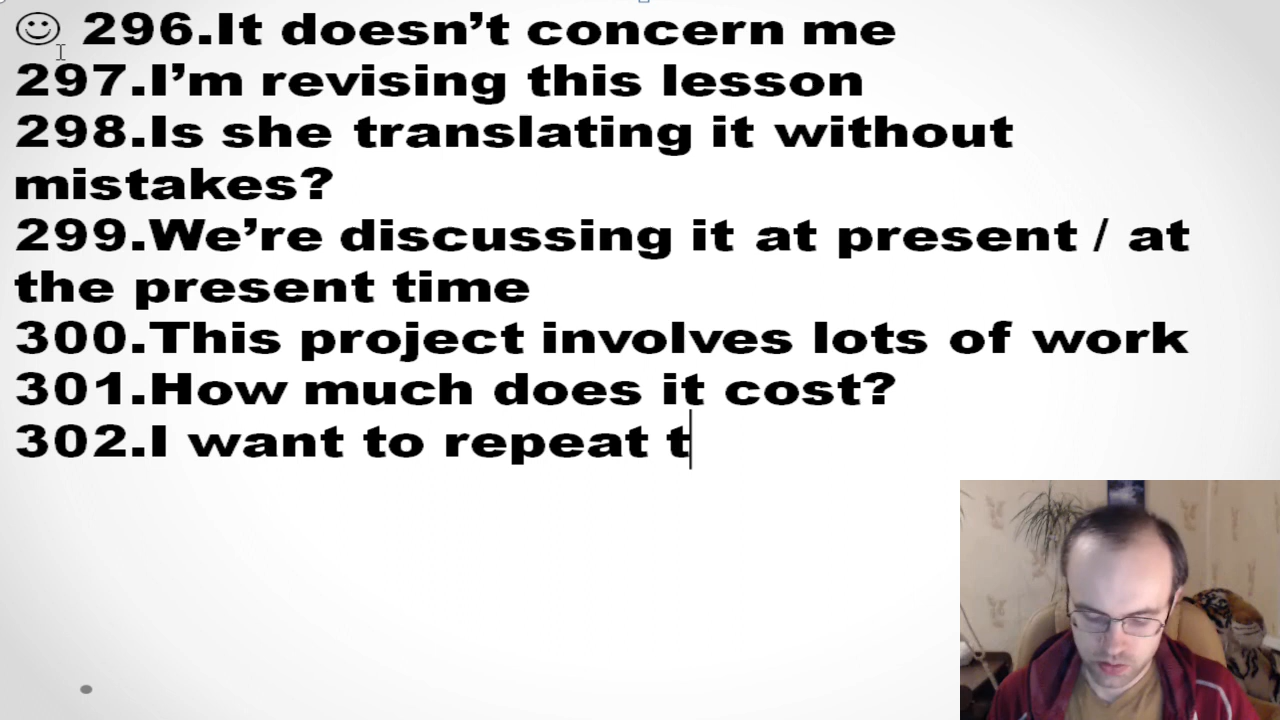 ☺ 296.It doesn’t concern me
297.I’m revising this lesson
298.Is she translating it without
mistakes?
299.We’re discussing it at present / at
the present time
300.This project involves lots of work
301.How much does it cost?
302.I want to repeat t